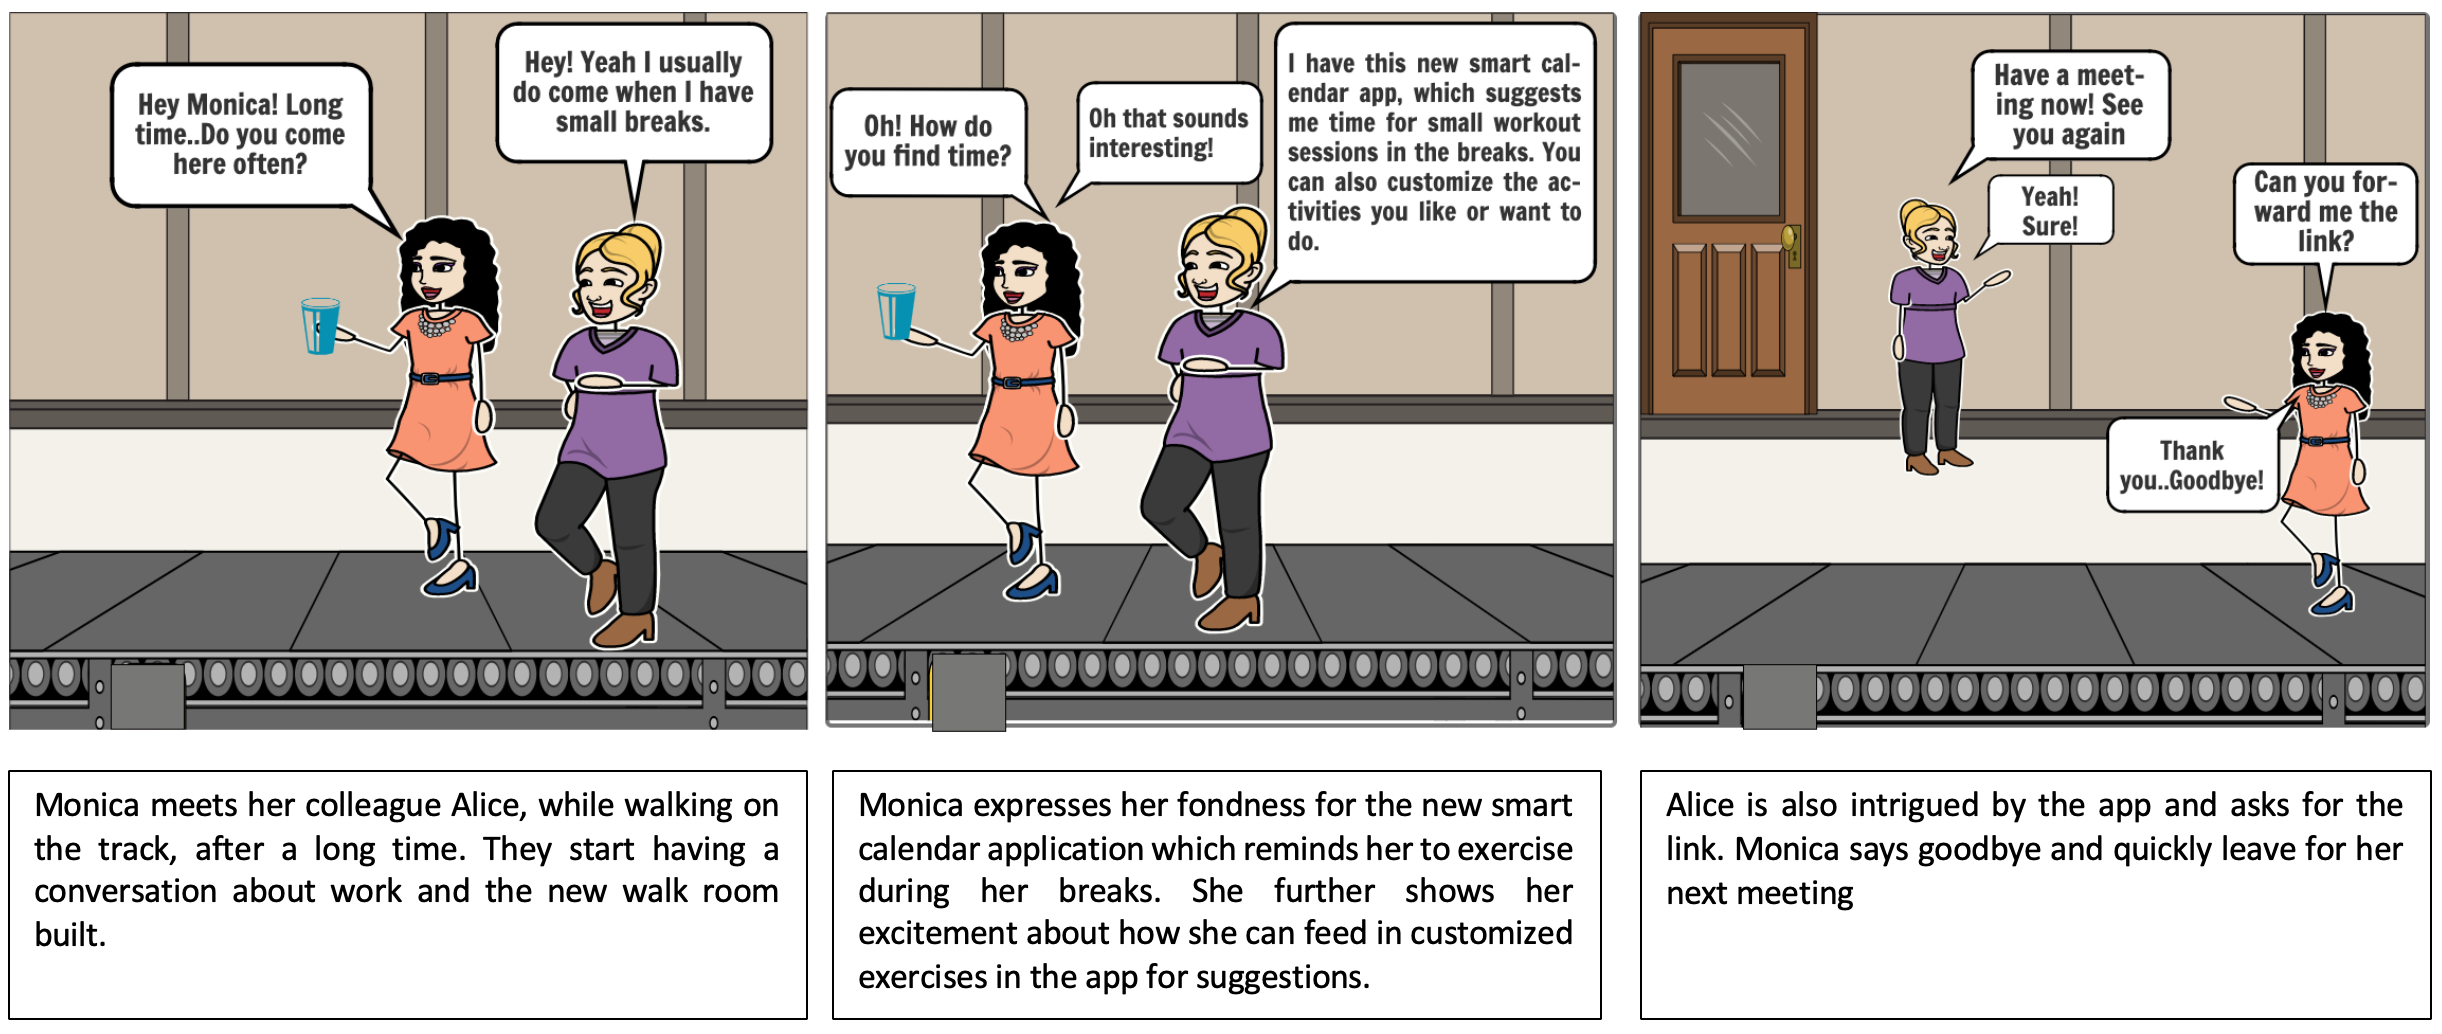 Hey Monica! Long
time..Do you come
here often?
Hey! Yeah I usually
do come when I have
small breaks.
Oh! How do
you find time?
Oh that sounds
interesting!
I have this new smart cal-
endar app, which suggests
me time for small workout
sessions in the breaks. You
can also customize the ac-
tivities you like or want to
do.
Have a meet-
ing now! See
you again
Yeah!
Sure!
Can you for-
ward me the
link?
Thank
you..Goodbye!
Monica meets her colleague Alice, while walking on
the track, after a long time. They start having a
conversation about work and the new walk room
built.
Monica expresses her fondness for the new smart
calendar application which reminds her to exercise
during her breaks. She further shows her
excitement about how she can feed in customized
exercises in the app for suggestions.
Alice is also intrigued by the app and asks for the
link. Monica says goodbye and quickly leave for her
next meeting